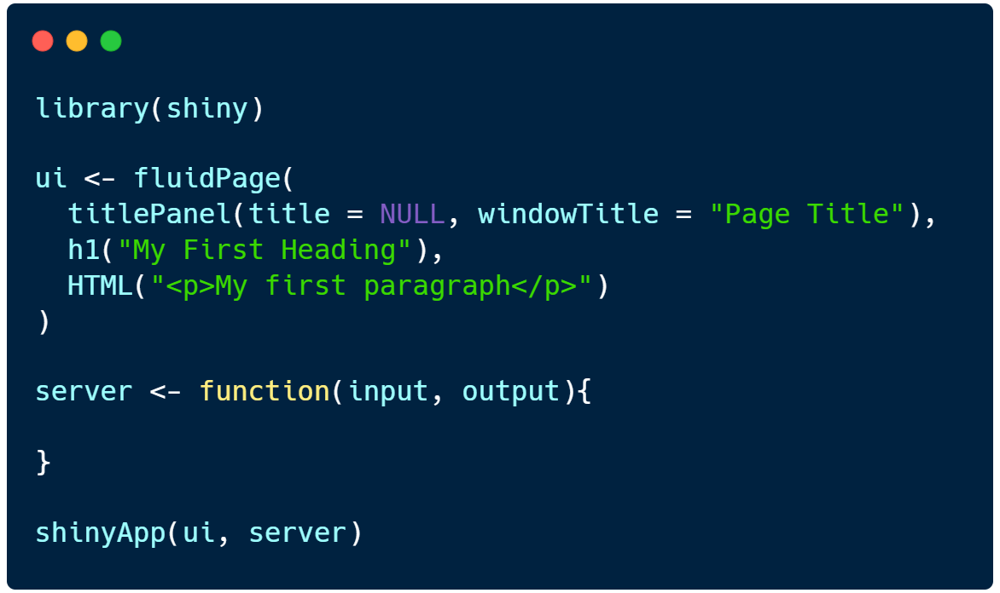 library(shiny)
ui <- fluidPage(
  titlePanel(title = NULL, windowTitle = "Page Title"),
  h1("My First Heading"),
  HTML("<p>My first paragraph</p>")
)
server <- function(input, output){
}
shinyApp(ui, server)